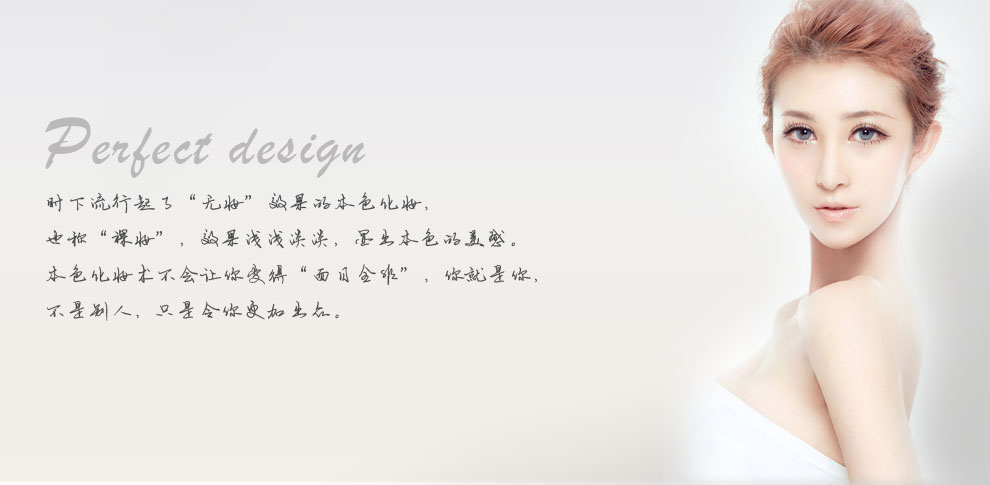 Perfect design
时下流行起了“无妆”效果的本色化妆，
也称“裸妆”，效果浅浅淡淡，墨出本色的美感。
本色化妆术不会让你变得“面目全非”，你就是你，
不是别人，只是令你更加出众。